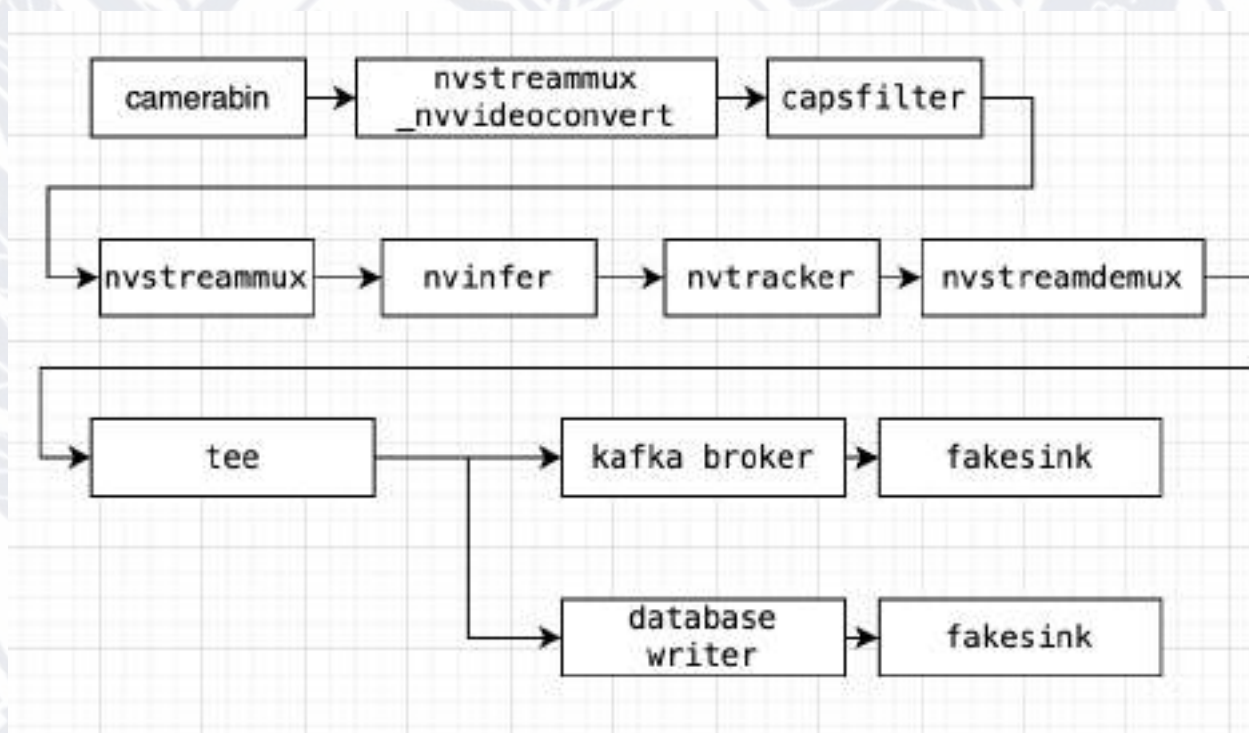 camerabin
nvstreammux
_nvvideoconvert
capsfilter
nvstreammux
nvinfer
nvtracker
nvstreamdemux
tee
kafka broker
fakesink
database
writer
fakesink